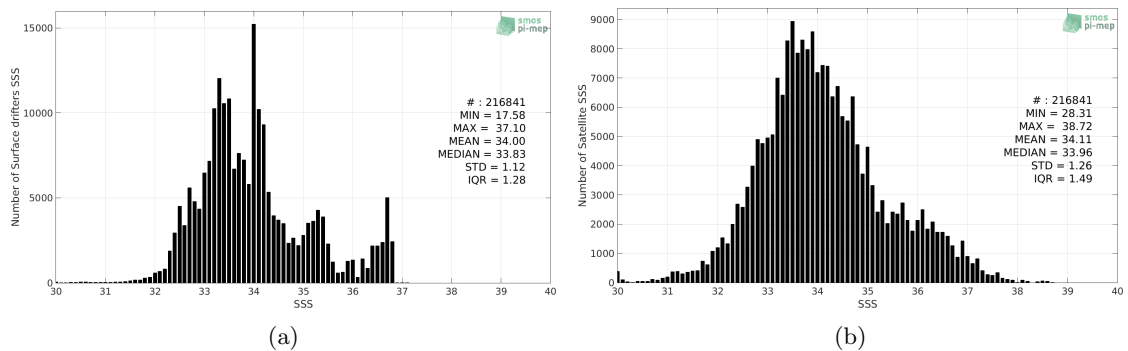 smos
pi-mep
Number of Surface drifters SSS
15000
10000
5000
0
# : 216841
MIN = 17.58
MAX = 37.10
MEAN = 34.00
MEDIAN = 33.83
STD = 1.12
IQR = 1.28
30 31 32 33 34 35 36 37 38 39 40
SSS
(a)
smos
pi-mep
Number of Satellite SSS
9000
8000
7000
6000
5000
4000
3000
2000
1000
0
# : 216841
MIN = 28.31
MAX = 38.72
MEAN = 34.11
MEDIAN = 33.96
STD = 1.26
IQR = 1.49
30 31 32 33 34 35 36 37 38 39 40
SSS
(b)